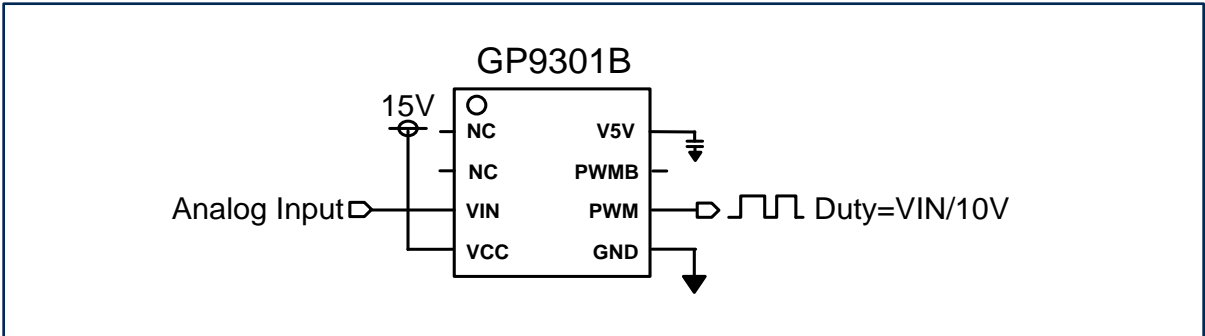 GP9301B
15V
NC V5V
NC PWMB
Analog Input VIN PWM Duty=VIN/10V
VCC GND